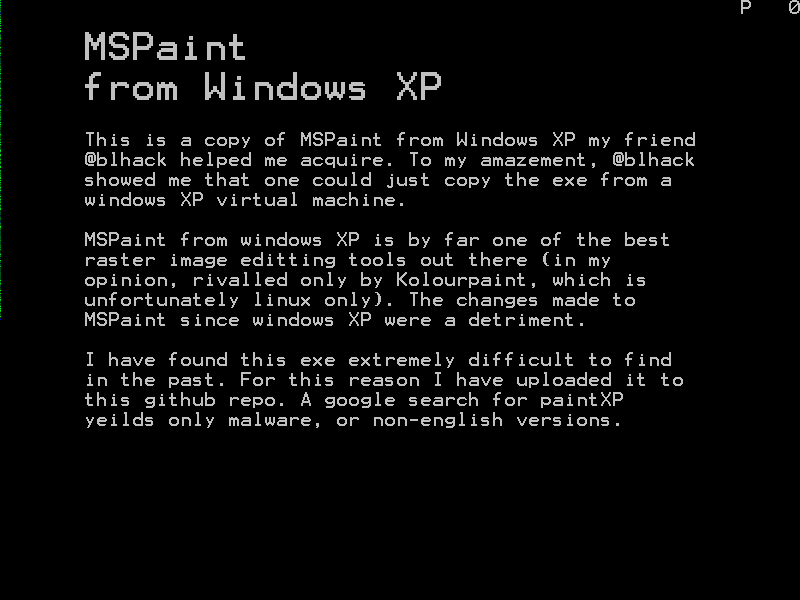 P 0
MSPaint
from Windows XP
This is a copy of MSPaint from Windows XP my friend
@blhack helped me acquire. To my amazement, @blhack
showed me that one could just copy the exe from a
windows XP virtual machine.
MSPaint from windows XP is by far one of the best
raster image editting tools out there (in my
opinion, rivalled only by Kolourpaint, which is
unfortunately linux only). The changes made to
MSPaint since windows XP were a detriment.
I have found this exe extremely difficult to find
in the past. For this reason I have uploaded it to
this github repo. A google search for paintXP
yeilds only malware, or non-english versions.